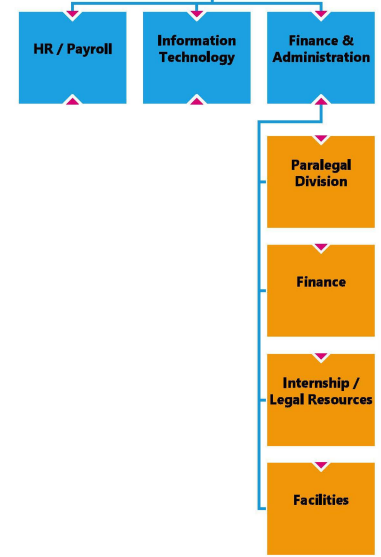 HR / Payroll
Information
Technology
Finance &
Administration
Paralegal
Division
Finance
Internship /
Legal Resources
Facilities